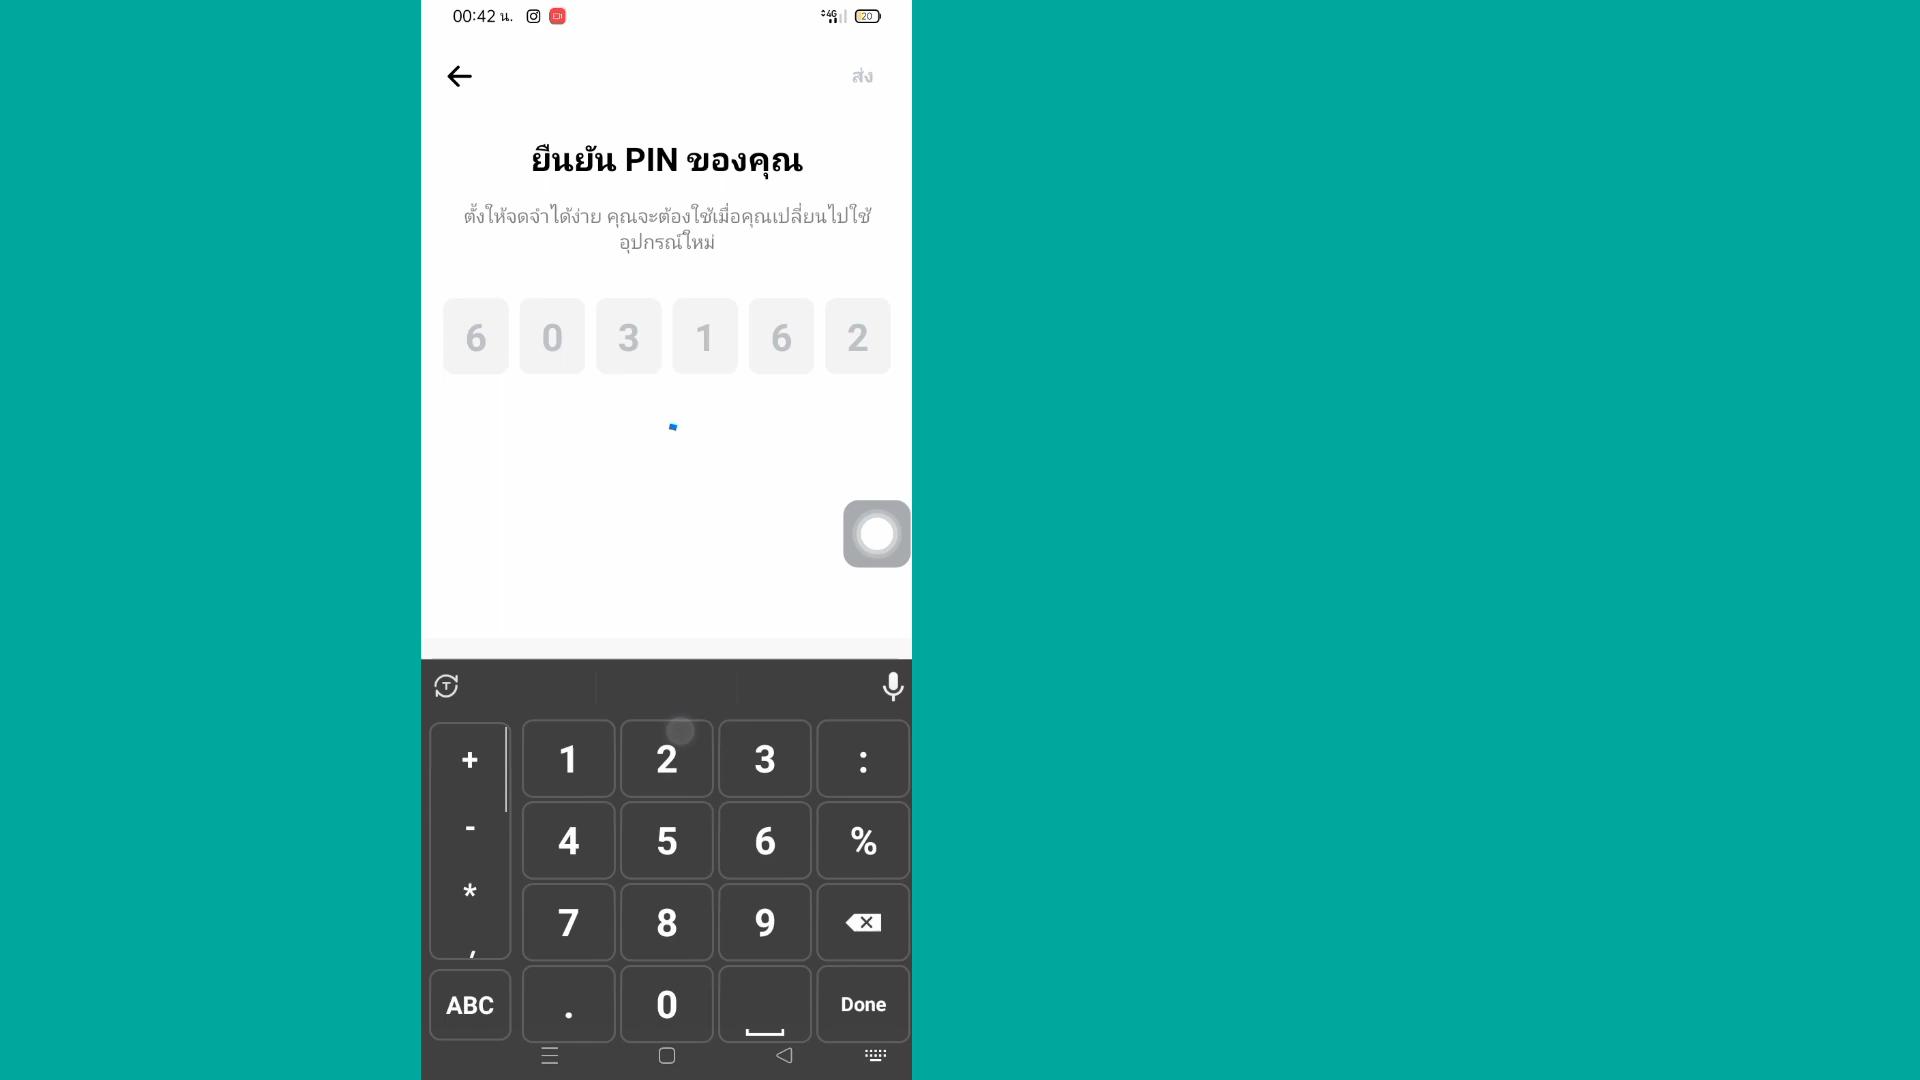 00:42 น.
4G
20
ส่ง
ยืนยัน PIN ของคุณ
ตั้งให้จดจำได้ง่าย คุณจะต้องใช้เมื่อคุณเปลี่ยนไปใช้
อุปกรณ์ใหม่
6 0 3 1 6 2
T
+ 1 2 3 :
- 4 5 6 %
* 7 8 9
,
ABC . 0 Done